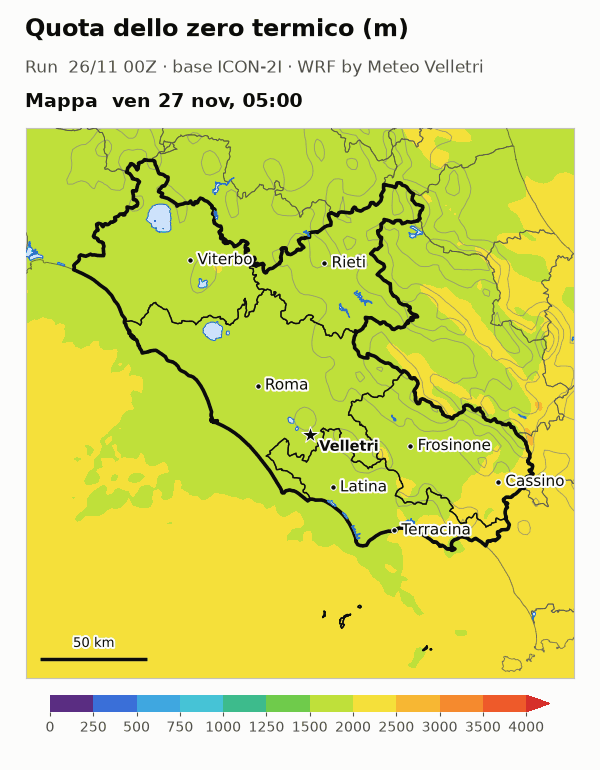 Quota dello zero termico (m)
Run  26/11 00Z · base ICON-2I · WRF by Meteo Velletri
Mappa  ven 27 nov, 05:00
Viterbo
Rieti
Roma
Velletri
Frosinone
Latina
Cassino
Terracina
50 km
0 250 500 750 1000 1250 1500 2000 2500 3000 3500 4000